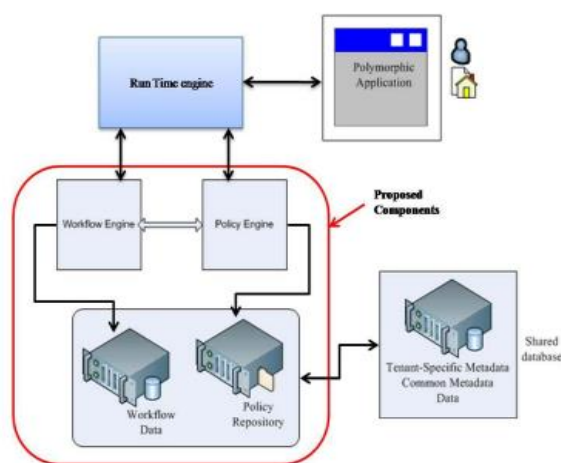 Run Time engine
Polymorphic
Application
Proposed
Components
Workflow Engine
Policy Engine
Workflow
Data
Policy
Repository
Tenant-Specific Metadata
Common Metadata
Data
Shared
database